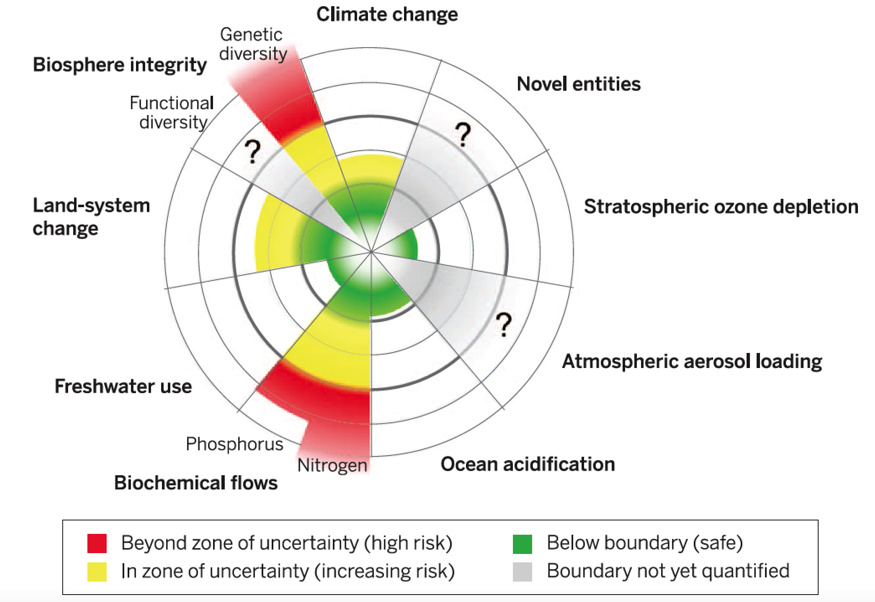 Climate change
Genetic
diversity
Biosphere integrity
Novel entities
Functional
diversity
?
?
Land-system
change
Stratospheric ozone depletion
?
Atmospheric aerosol loading
Freshwater use
Phosphorus
Nitrogen
Ocean acidification
Biochemical flows
Beyond zone of uncertainty (high risk)
Below boundary (safe)
In zone of uncertainty (increasing risk)
Boundary not yet quantified